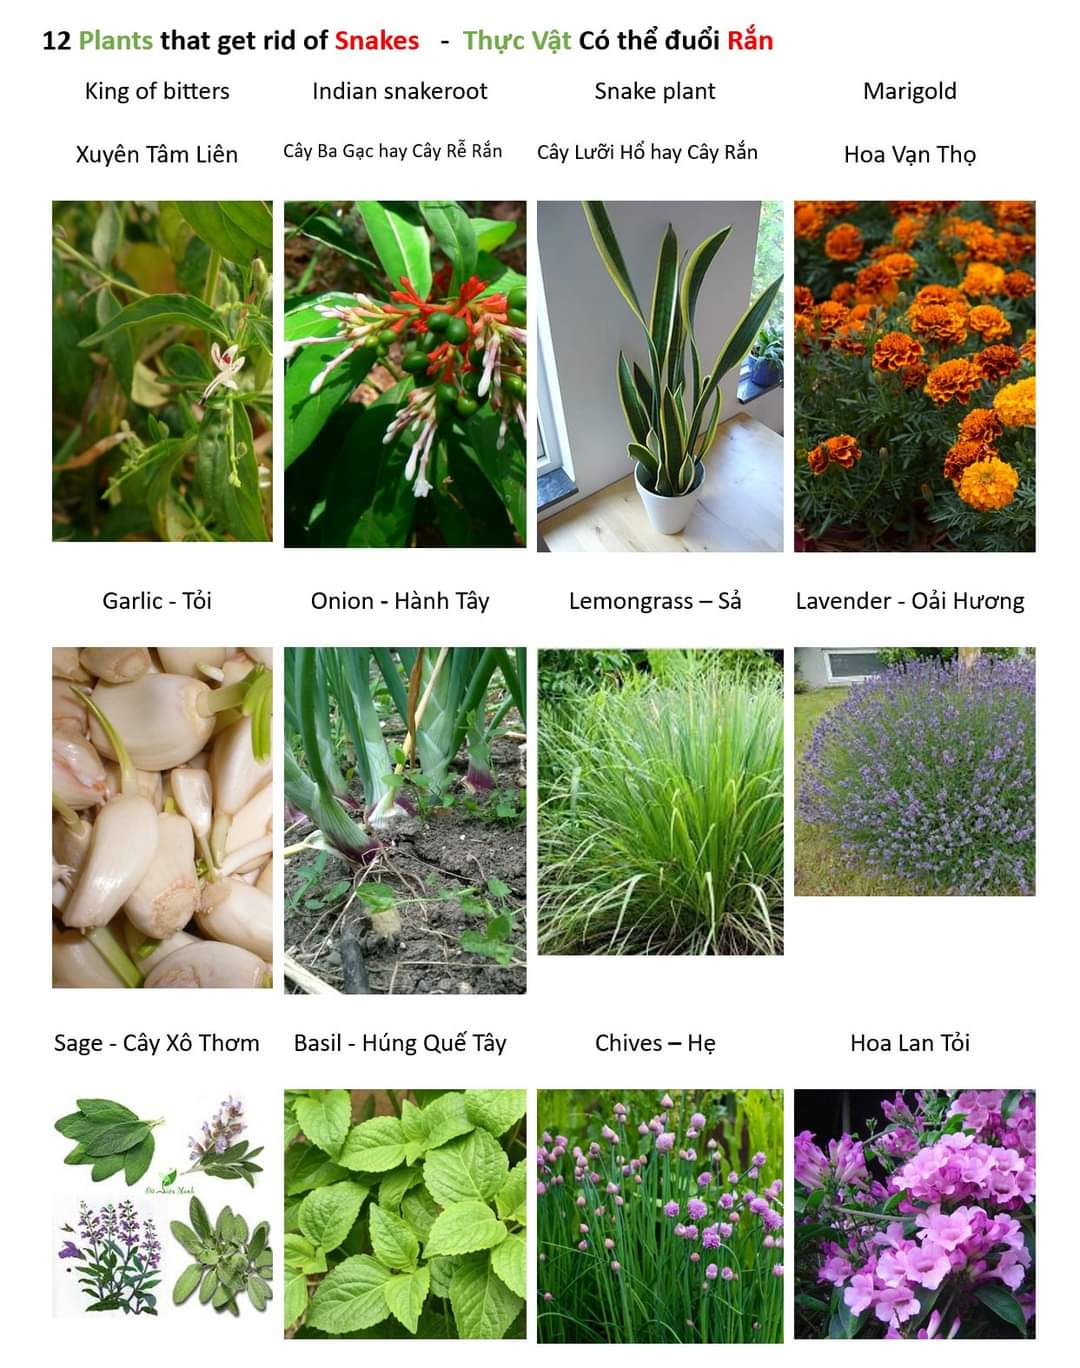 12 Plants that get rid of Snakes - Thực Vật Có thể đuổi Rắn
King of bitters
Indian snakeroot
Snake plant
Marigold
Xuyên Tâm Liên
Cây Ba Gạc hay Cây Rễ Rắn
Cây Lưỡi Hổ hay Cây Rắn
Hoa Vạn Thọ
Garlic - Tỏi
Onion - Hành Tây
Lemongrass – Sả
Lavender - Oải Hương
Sage - Cây Xô Thơm
Basil - Húng Quế Tây
Chives – Hẹ
Hoa Lan Tỏi